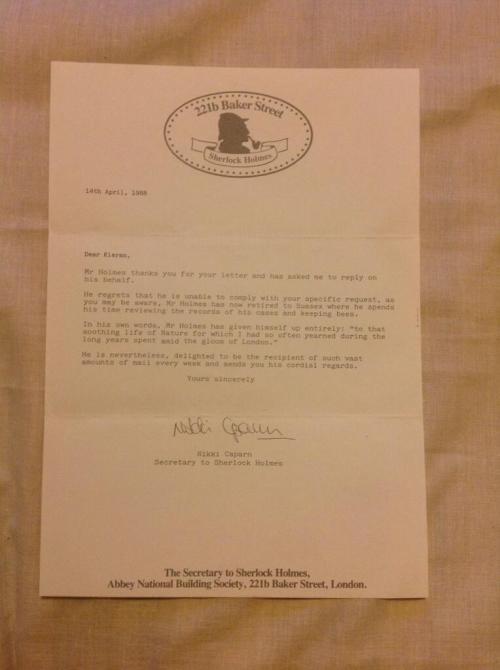 221b Baker Street
Sherlock Holmes
14th April, 1988
Dear Kieran,
Mr Holmes thanks you for your letter and has asked me to reply on
his behalf.
He regrets that he is unable to comply with your specific request, as
you may be aware, Mr Holmes has now retired to Sussex where he spends
his time reviewing the records of his cases and keeping bees.
In his own words, Mr Holmes has given himself up entirely: "to that
soothing life of Nature for which I had so often yearned during the
long years spent amid the gloom of London."
He is nevertheless, delighted to be the recipient of such vast
amounts of mail every week and sends you his cordial regards.
Yours sincerely
Nikki Caparn
Nikki Caparn
Secretary to Sherlock Holmes
The Secretary to Sherlock Holmes,
Abbey National Building Society, 221b Baker Street, London.